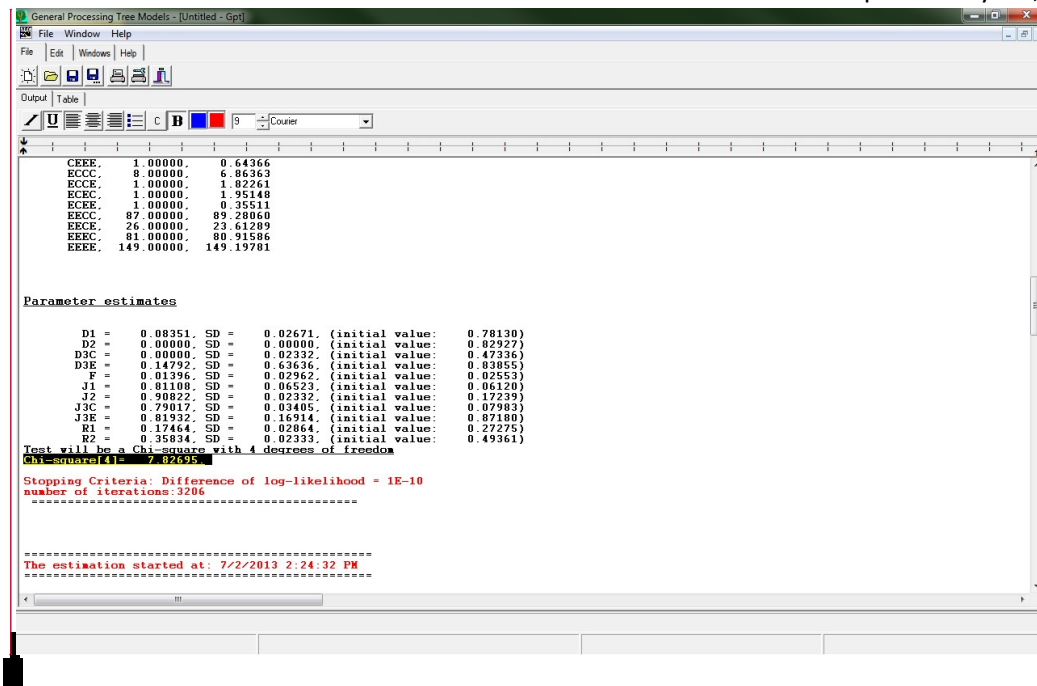 General Processing Tree Models - [Untitled - Gpt]
File Window Help
File Edit Windows Help
Output Table
U C B 9 Courier
CEEE, 1.00000, 0.64366
ECCC, 8.00000, 6.86363
ECCE, 1.00000, 1.82261
ECEC, 1.00000, 1.95148
ECEE, 1.00000, 0.35511
EECC, 87.00000, 89.28060
EECE, 26.00000, 23.61289
EEEC, 81.00000, 80.91586
EEEE, 149.00000, 149.19781
Parameter estimates
D1 = 0.08351, SD = 0.02671, (initial value: 0.78130)
D2 = 0.00000, SD = 0.00000, (initial value: 0.82927)
D3C = 0.00000, SD = 0.02332, (initial value: 0.47336)
D3E = 0.14792, SD = 0.63636, (initial value: 0.83855)
F = 0.01396, SD = 0.02962, (initial value: 0.02553)
J1 = 0.81108, SD = 0.06523, (initial value: 0.06120)
J2 = 0.90822, SD = 0.02332, (initial value: 0.17239)
J3C = 0.79017, SD = 0.03405, (initial value: 0.07983)
J3E = 0.81932, SD = 0.16914, (initial value: 0.87180)
R1 = 0.17464, SD = 0.02864, (initial value: 0.27275)
R2 = 0.35834, SD = 0.02333, (initial value: 0.49361)
Test will be a Chi-square with 4 degrees of freedom
Chi-square[4]= 7.82695.
Stopping Criteria: Difference of log-likelihood = 1E-10
number of iterations:3206
=============================================
================================================
The estimation started at: 7/2/2013 2:24:32 PM
================================================